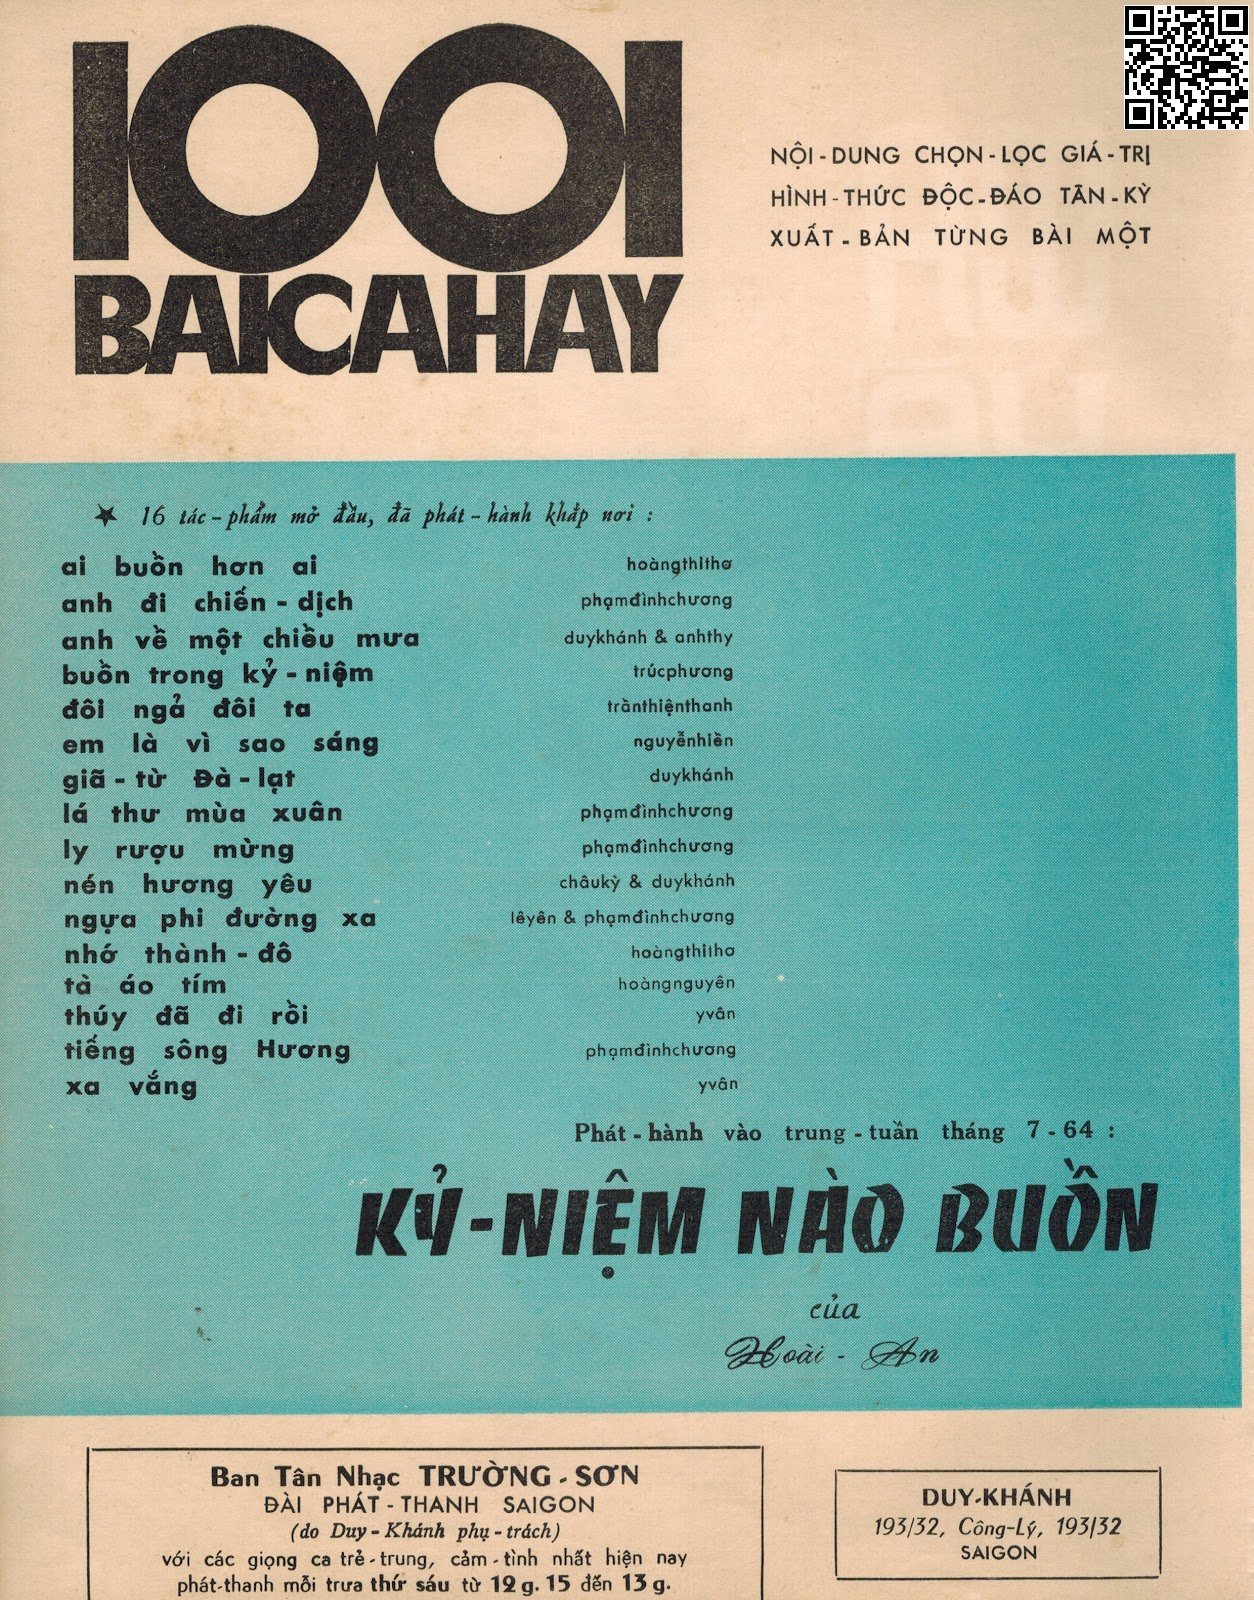 1001
BAICAHAY
NỘI-DUNG CHỌN-LỌC GIÁ-TRỊ
HÌNH-THỨC ĐỘC-ĐÁO TÂN-KỲ
XUẤT-BẢN TỪNG BÀI MỘT
16 tác-phẩm mở đầu, đã phát-hành khắp nơi :
ai buồn hơn ai hoàngthithơ
anh đi chiến-dịch phạmđìnhchương
anh về một chiều mưa duykhánh & anhthy
buồn trong kỷ-niệm trúcphương
đôi ngả đôi ta trầnthiệnthanh
em là vì sao sáng nguyễnhiền
giã-từ Đà-lạt duykhánh
lá thư mùa xuân phạmđìnhchương
ly rượu mừng phạmđìnhchương
nén hương yêu châukỳ & duykhánh
ngựa phi đường xa lêyên & phạmđìnhchương
nhớ thành-đô hoàngthithơ
tà áo tím hoàngnguyên
thúy đã đi rồi yvân
tiếng sông Hương phạmđìnhchương
xa vắng yvân
Phát-hành vào trung-tuần tháng 7-64 :
KỶ-NIỆM NÀO BUỒN
của
Hoài-An
Ban Tân Nhạc TRƯỜNG-SƠN
ĐÀI PHÁT-THANH SAIGON
(do Duy-Khánh phụ-trách)
với các giọng ca trẻ-trung, cảm-tình nhất hiện nay
phát-thanh mỗi trưa thứ sáu từ 12 g. 15 đến 13 g.
DUY-KHÁNH
193/32, Công-Lý, 193/32
SAIGON